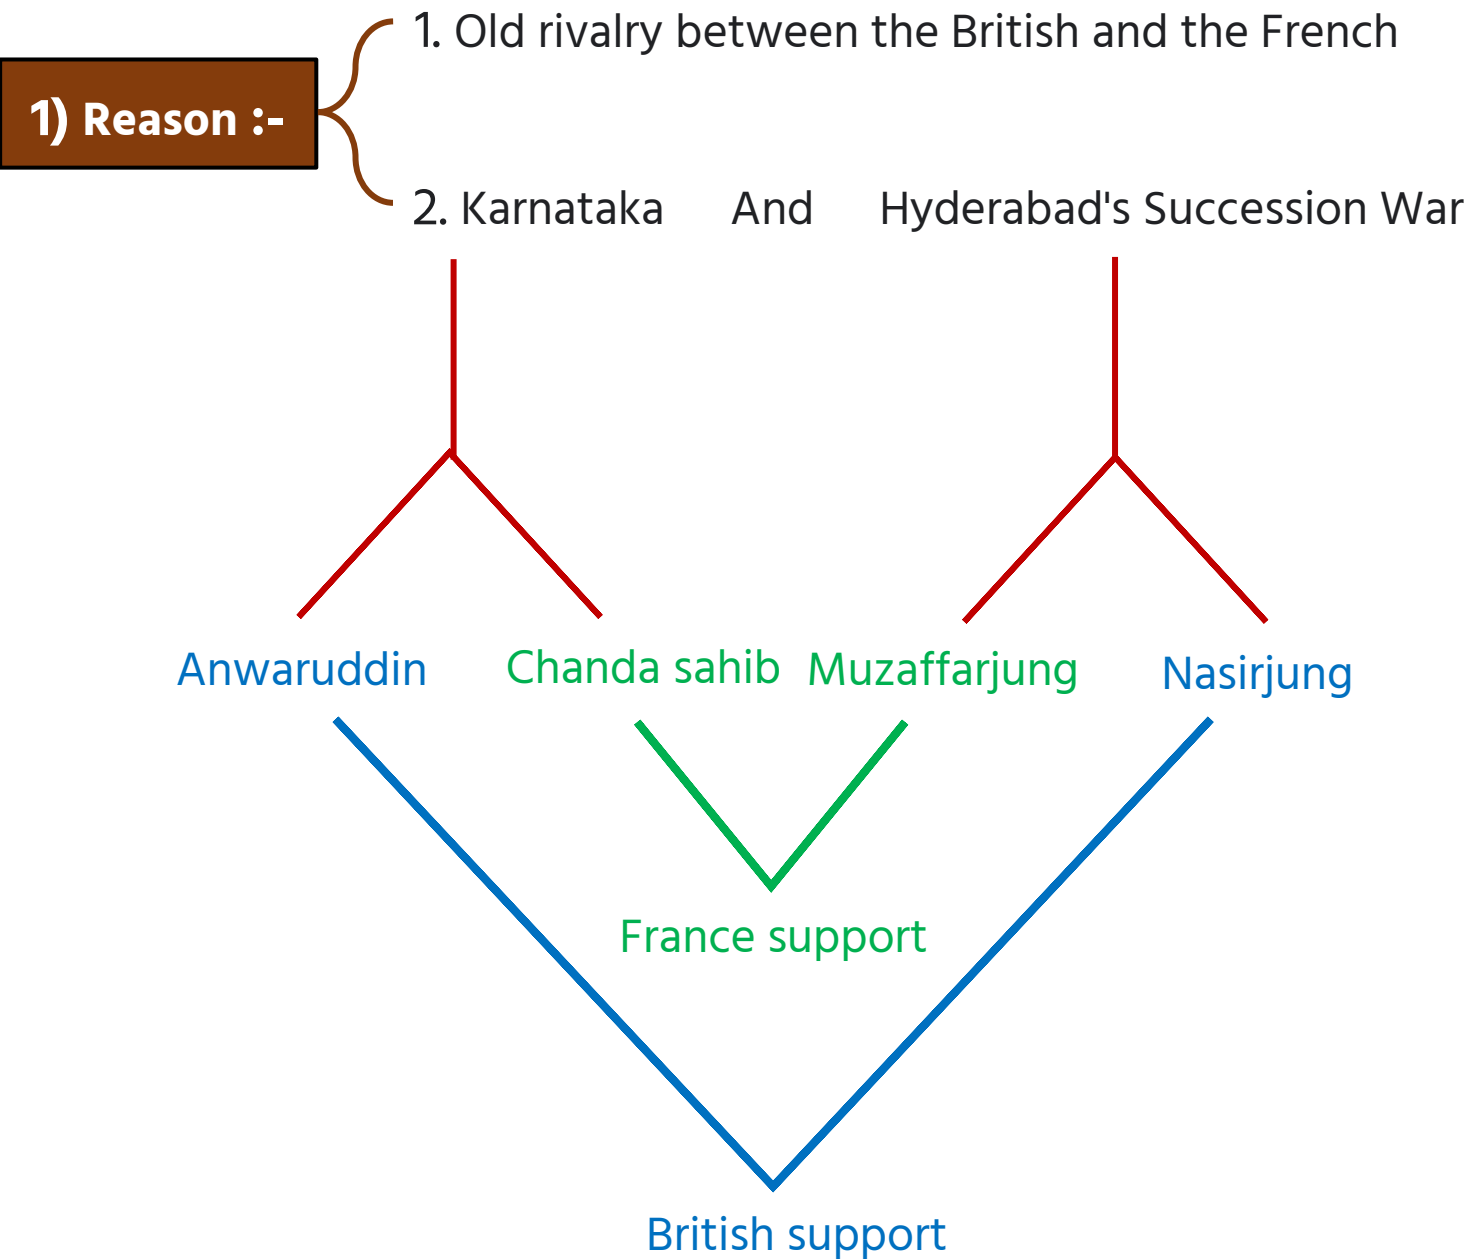 1. Old rivalry between the British and the French
1) Reason :-
2. Karnataka And Hyderabad's Succession War
Anwaruddin Chanda sahib Muzaffarjung Nasirjung
France support
British support